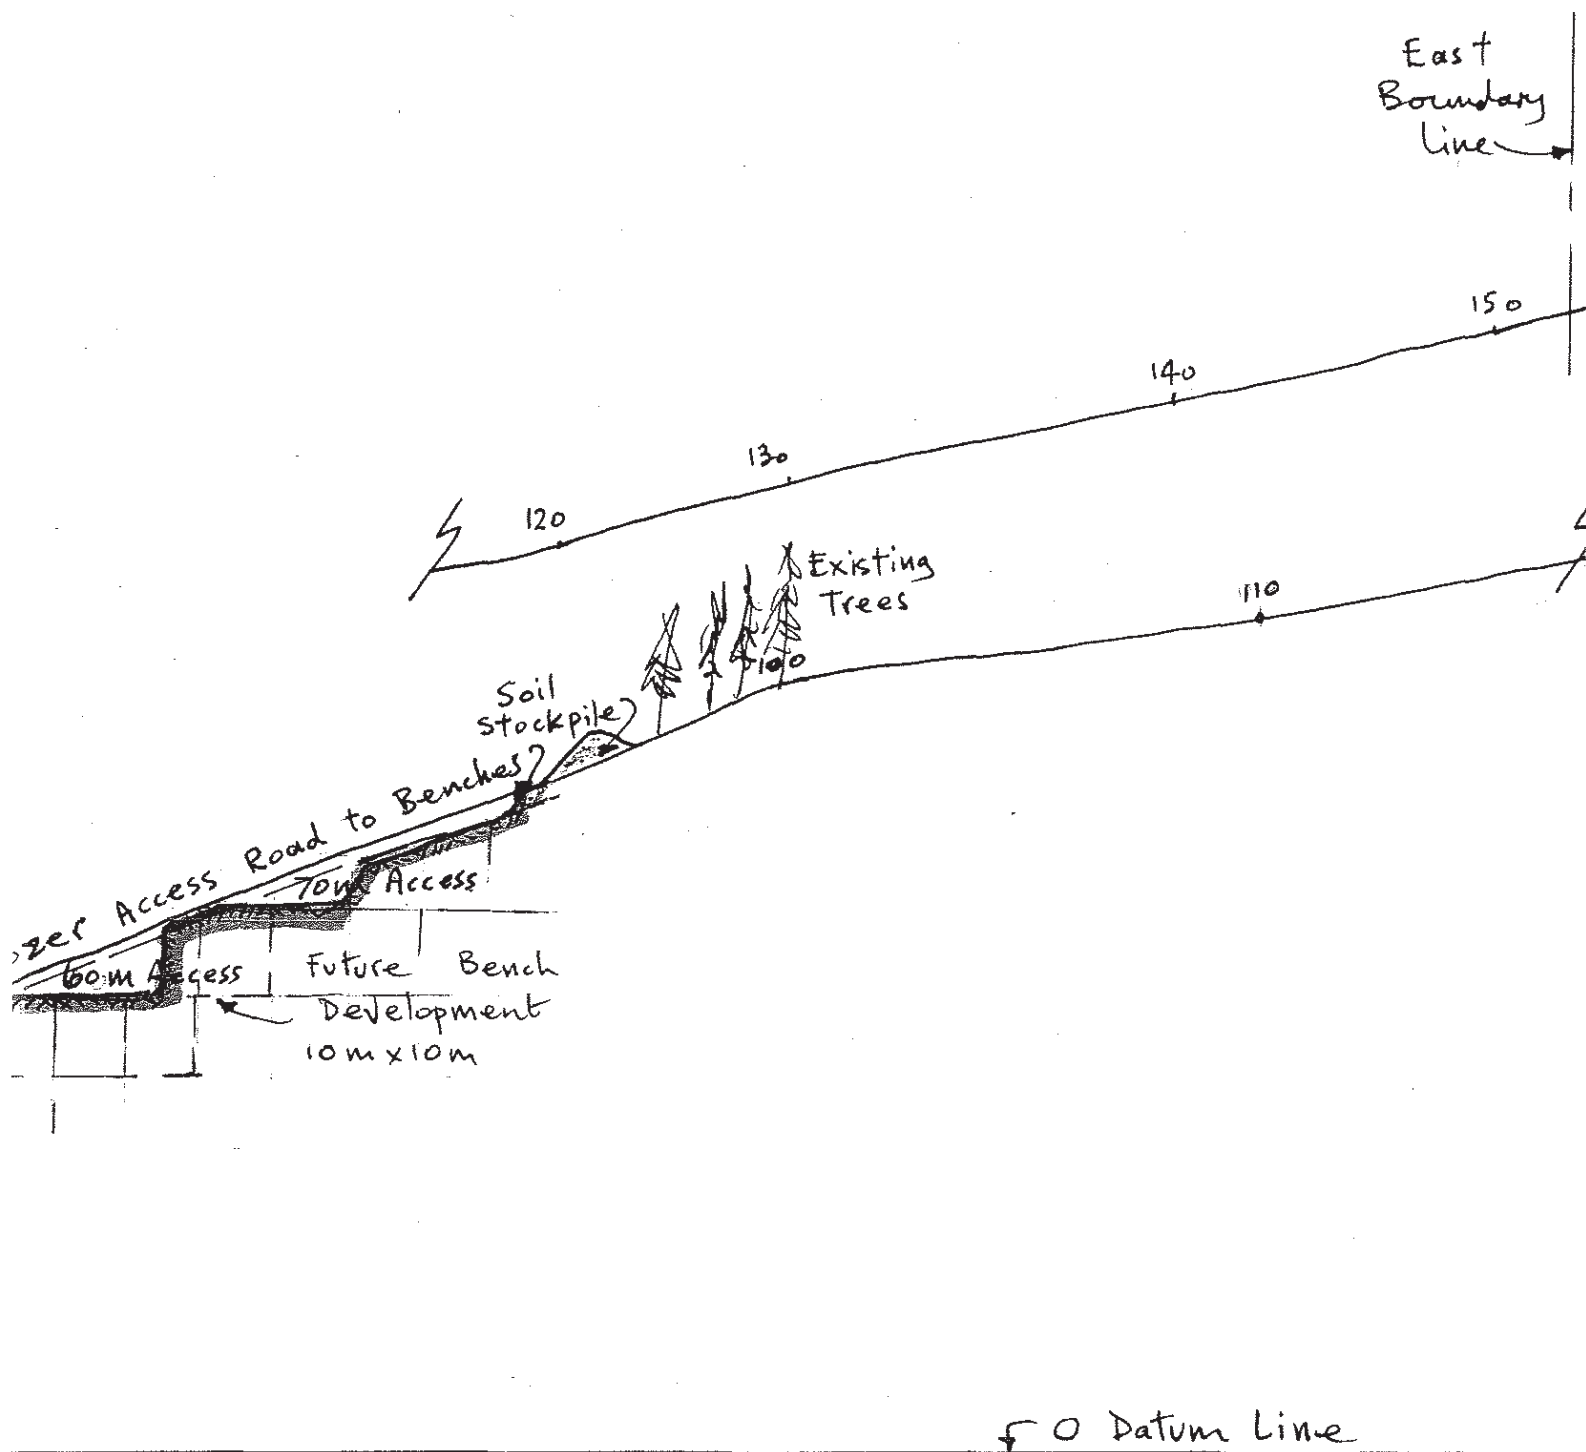 East
Boundary
Line
150
140
130
120
Existing
Trees
110
100
Soil
Stockpile
zer Access Road to Benches
70m Access
60m Access
Future Bench
Development
10m x 10m
0 Datum Line